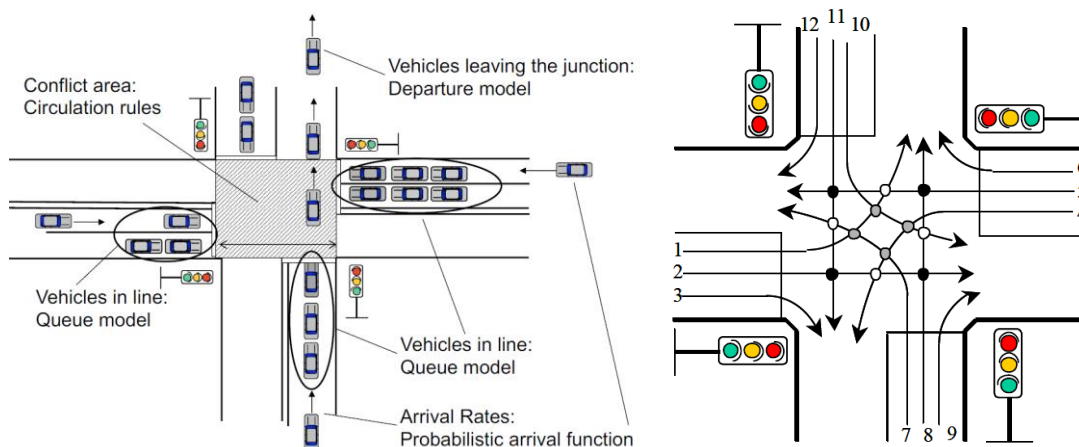 Conflict area:
Circulation rules
Vehicles leaving the junction:
Departure model
Vehicles in line:
Queue model
Vehicles in line:
Queue model
Arrival Rates:
Probabilistic arrival function
12
11
10
1
2
3
7
8
9